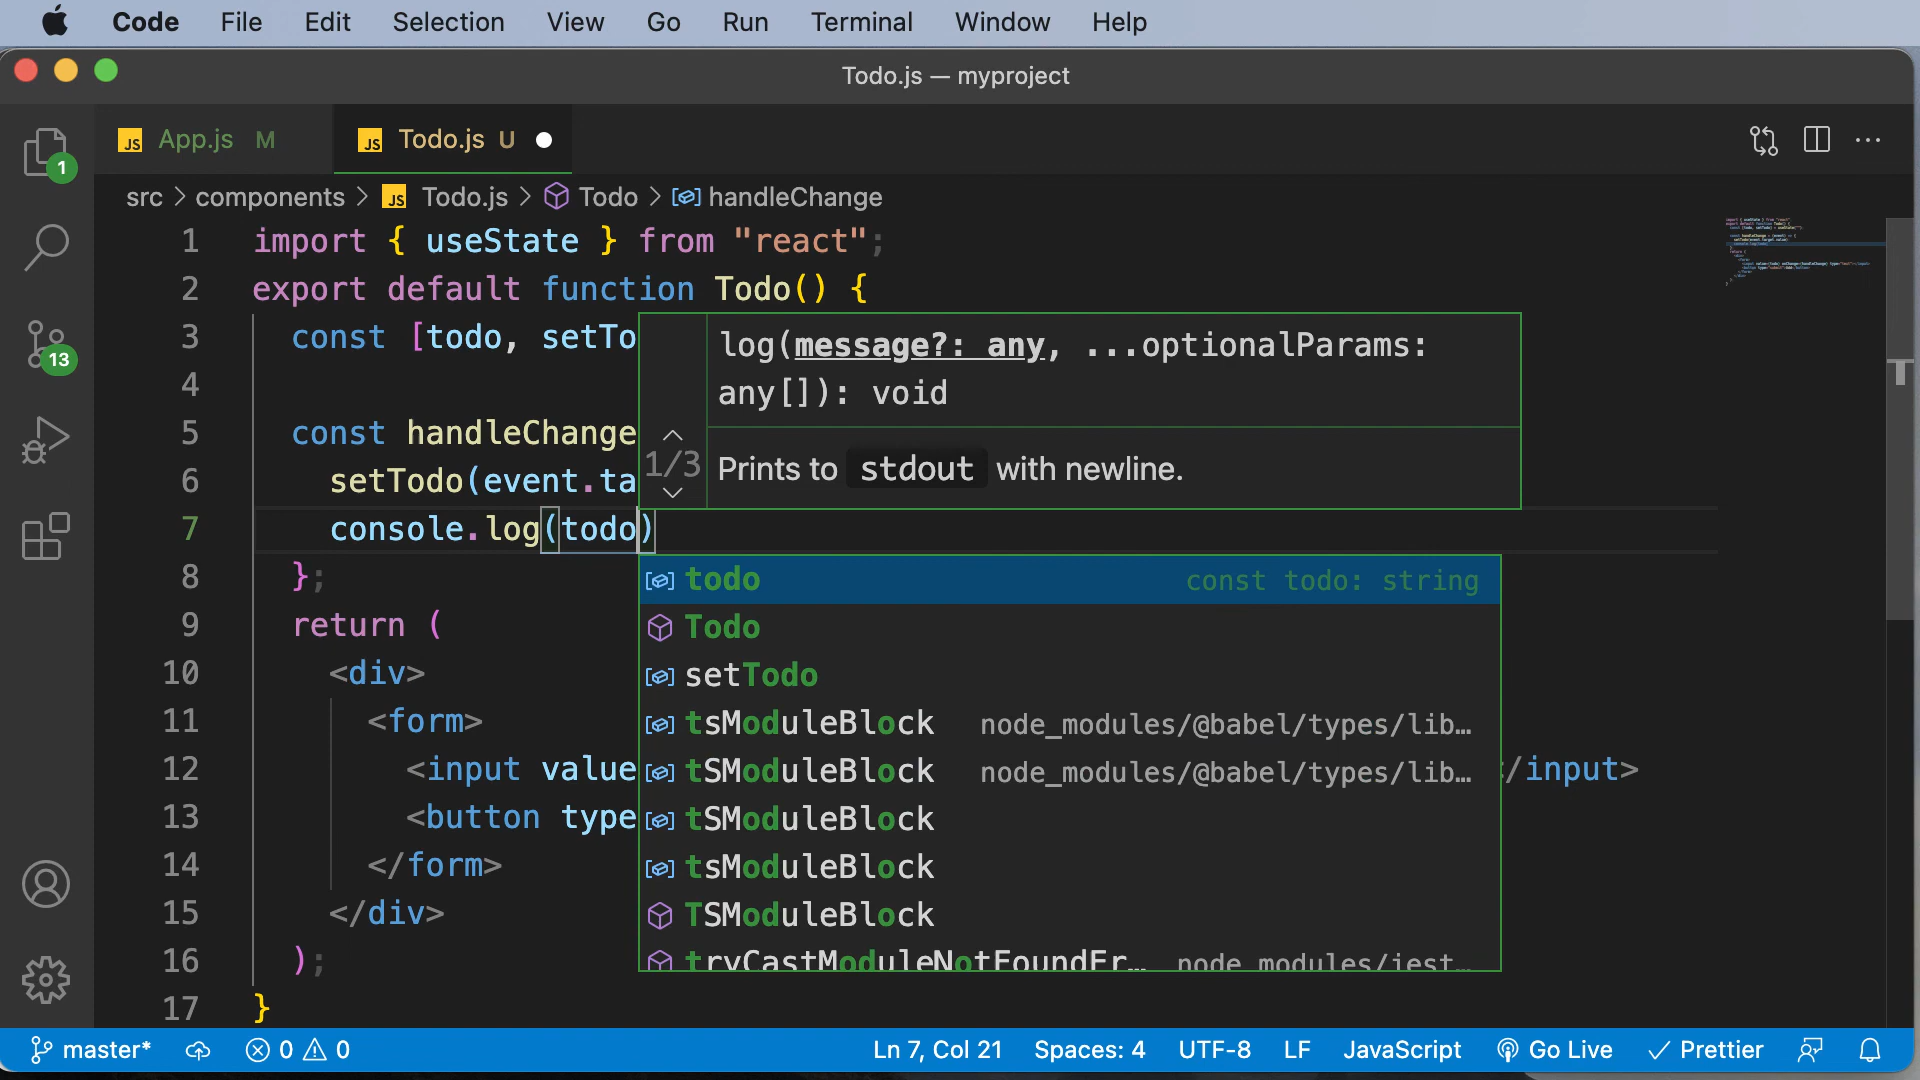 Code File Edit Selection View Go Run Terminal Window Help
Todo.js — myproject
JS App.js M JS Todo.js U
1
src > components > JS Todo.js > Todo > handleChange
1 import { useState } from "react";
2 export default function Todo() {
3 const [todo, setTo
log(message?: any, ...optionalParams:
any[]): void
4
5 const handleChange
1/3 Prints to stdout with newline.
6 setTodo(event.ta
7 console.log(todo)
13
8 };
todo const todo: string
9 return (
Todo
10 <div>
setTodo
11 <form>
tsModuleBlock node_modules/@babel/types/lib…
12 <input value
tSModuleBlock node_modules/@babel/types/lib…
/input>
13 <button type
tSModuleBlock
14 </form>
tsModuleBlock
15 </div>
TSModuleBlock
16 );
tryCastModuleNotFoundEr… node_modules/jest…
17 }
master* 0 0 Ln 7, Col 21 Spaces: 4 UTF-8 LF JavaScript Go Live Prettier